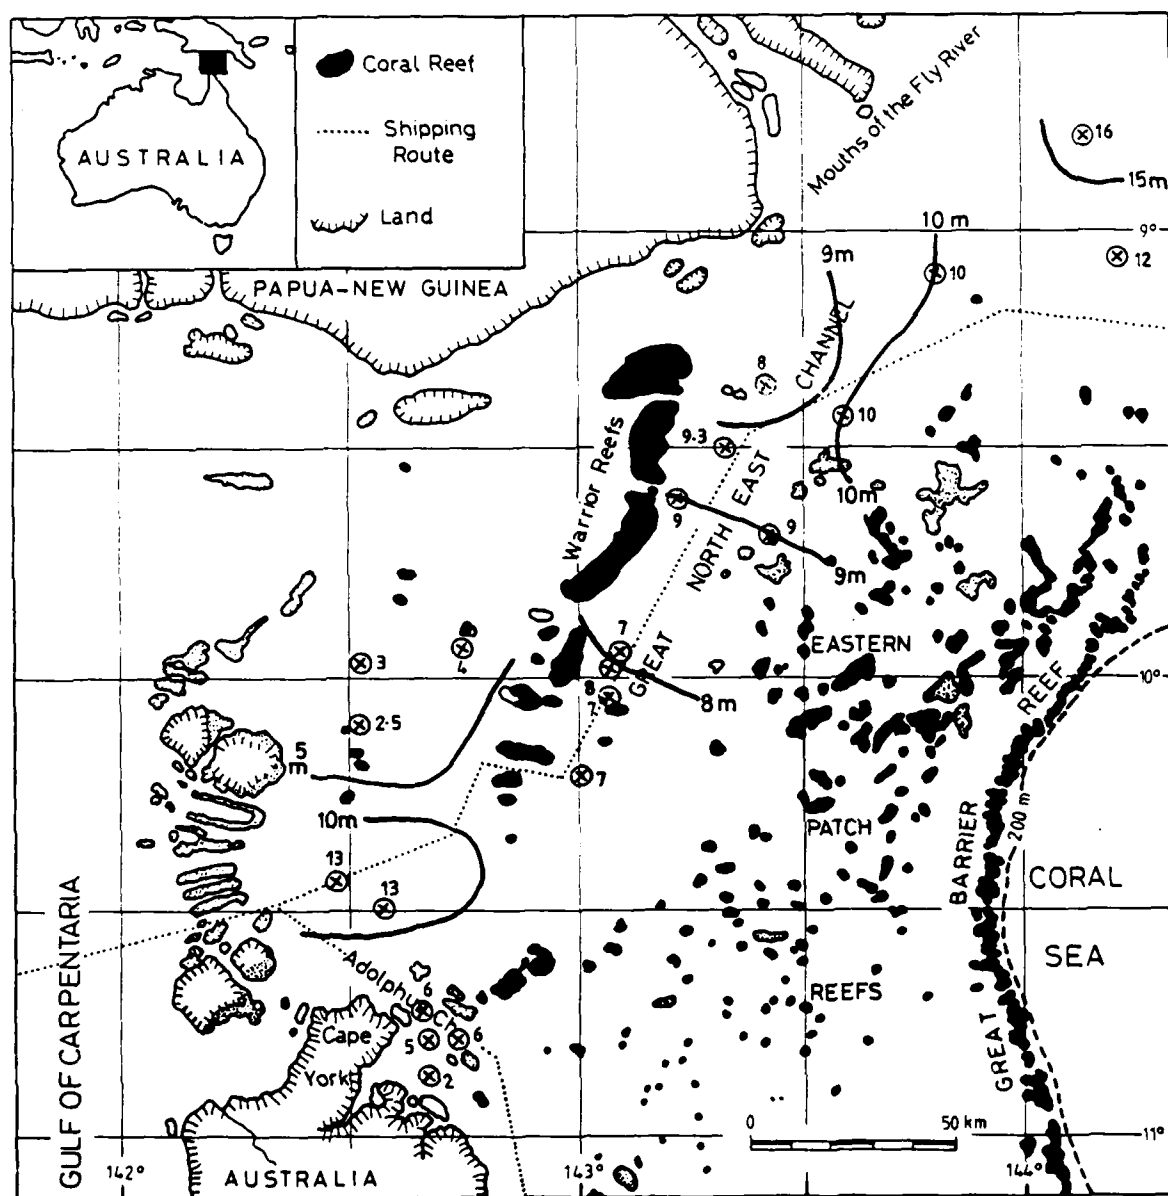 AUSTRALIA
Coral Reef
Shipping
Route
Land
Mouths of the Fly River
16
15m
9°
12
10 m
9m
10
PAPUA-NEW GUINEA
CHANNEL
8
10
9·3
10m
Warrior Reefs
9
9
9m
NORTH EAST
GREAT
7
8
7
8m
7
EASTERN
PATCH
REEFS
3
2·5
5
m
10m
13
13
10°
GREAT BARRIER REEF
200 m
CORAL
SEA
GULF OF CARPENTARIA
Adolphus Ch
6
6
5
2
Cape
York
AUSTRALIA
0 50 km
11°
142° 143° 144°